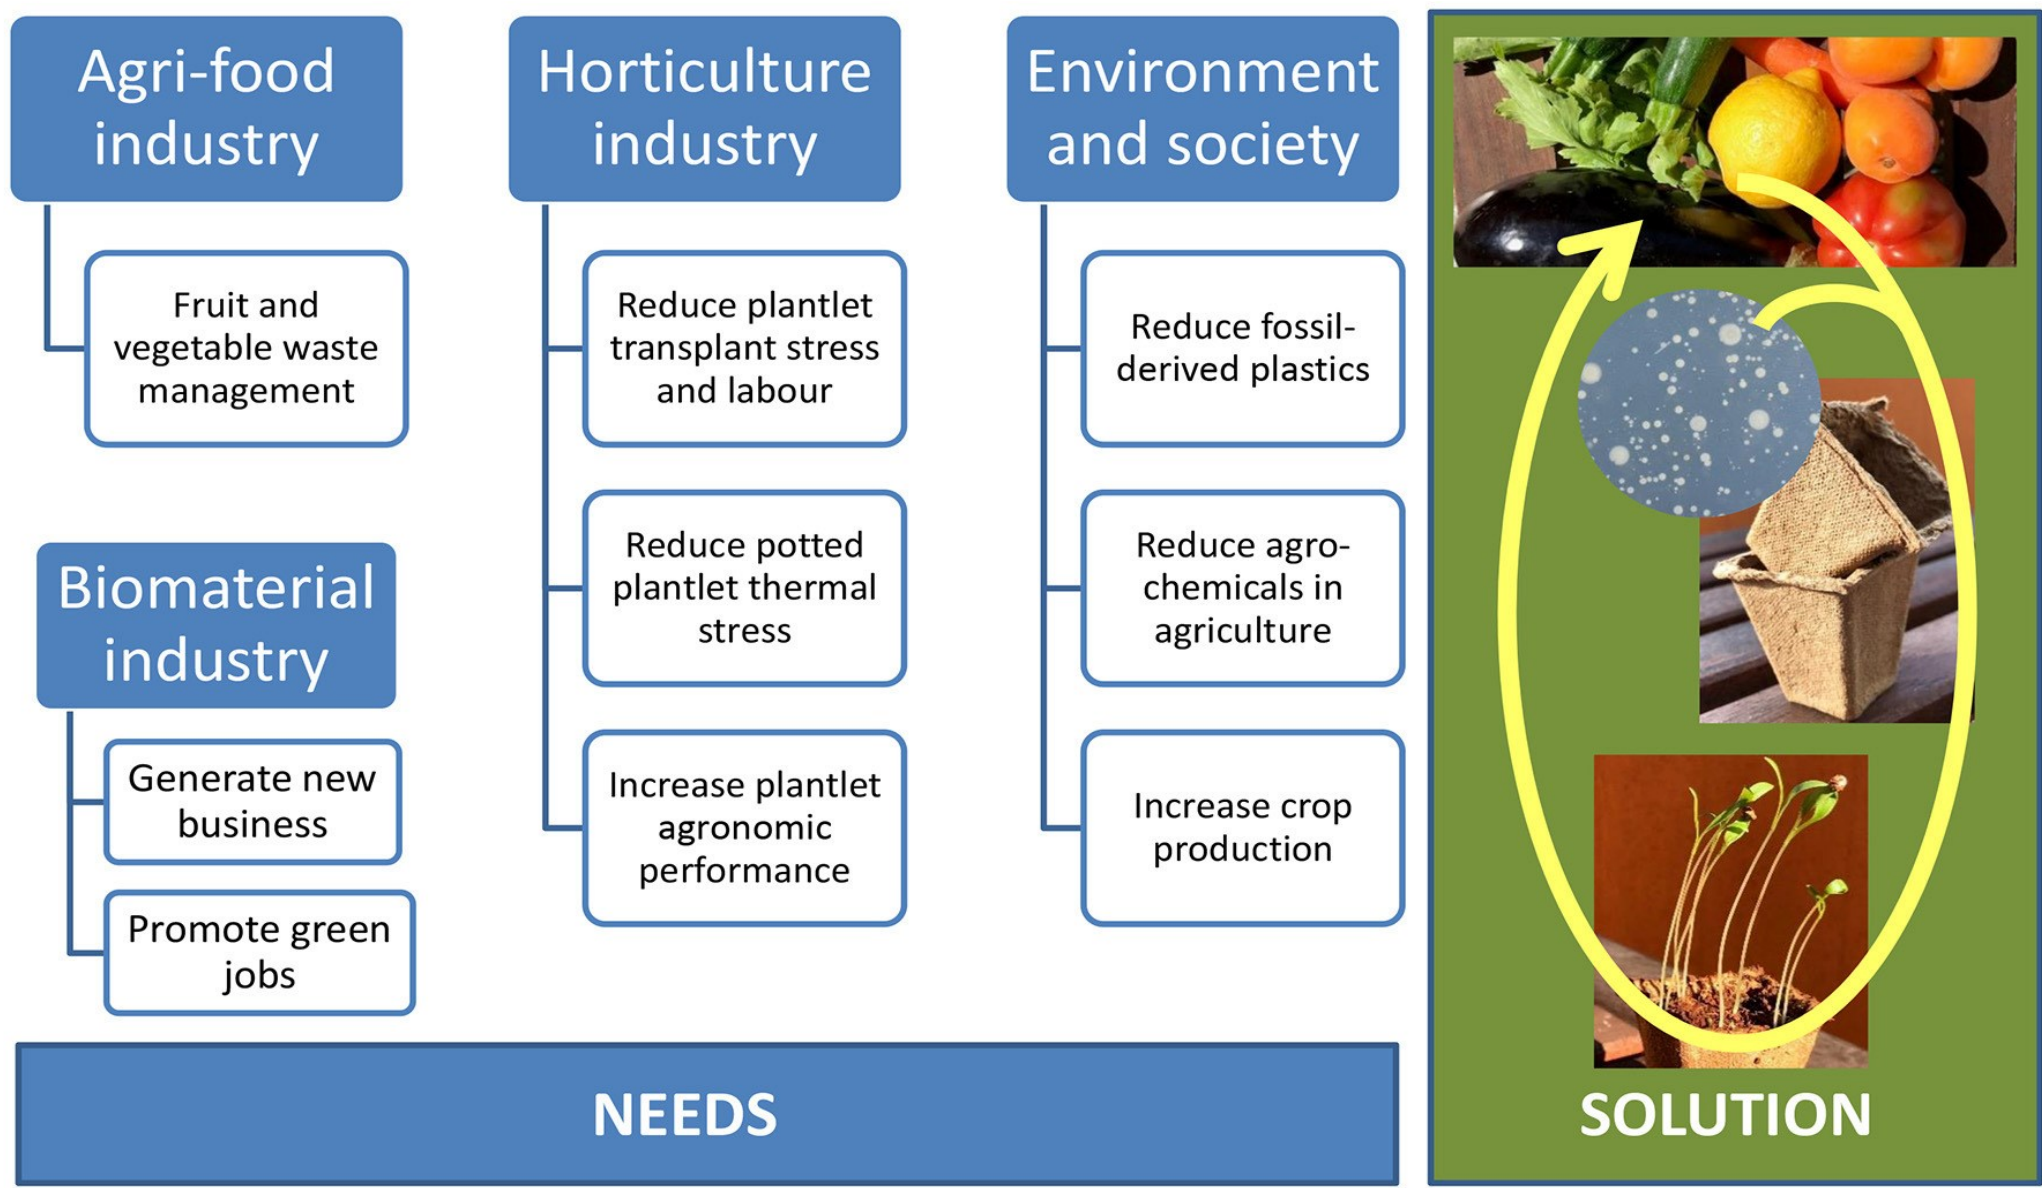 Agri-food
industry
Fruit and
vegetable waste
management
Biomaterial
industry
Generate new
business
Promote green
jobs
Horticulture
industry
Reduce plantlet
transplant stress
and labour
Reduce potted
plantlet thermal
stress
Increase plantlet
agronomic
performance
Environment
and society
Reduce fossil-
derived plastics
Reduce agro-
chemicals in
agriculture
Increase crop
production
NEEDS
SOLUTION